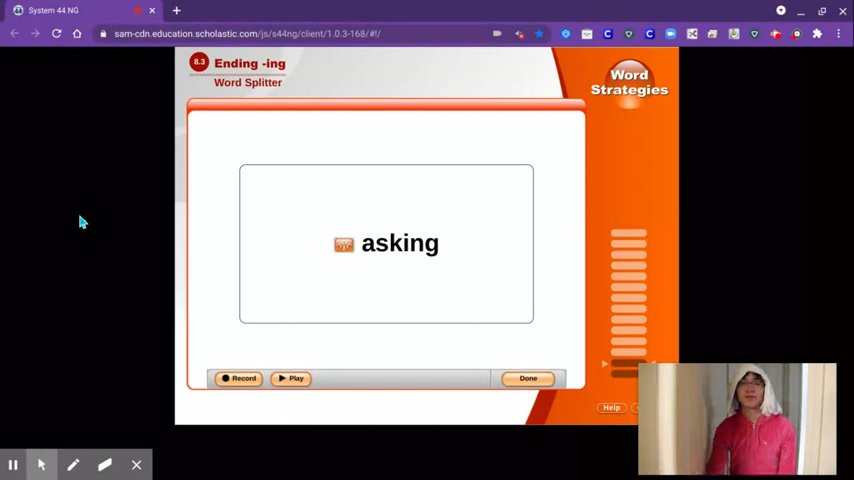 System 44 NG
sam-cdn.education.scholastic.com/js/s44ng/client/1.0.3-168/#!/
8.3 Ending -ing
Word Splitter
Word
Strategies
asking
Record Play Done
Help